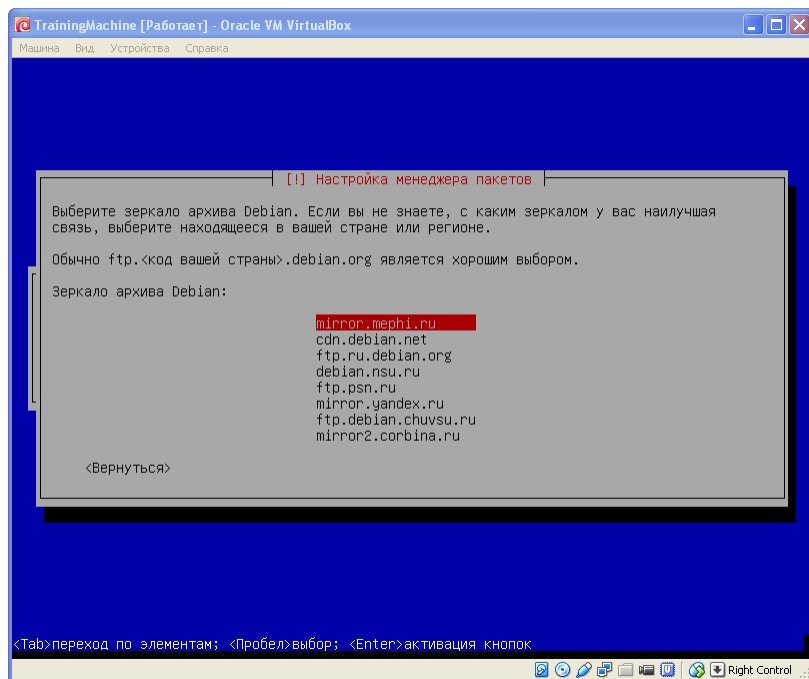 TrainingMachine [Работает] - Oracle VM VirtualBox
Машина Вид Устройства Справка
[!] Настройка менеджера пакетов
Выберите зеркало архива Debian. Если вы не знаете, с каким зеркалом у вас наилучшая
связь, выберите находящееся в вашей стране или регионе.
Обычно ftp.<код вашей страны>.debian.org является хорошим выбором.
Зеркало архива Debian:
mirror.mephi.ru
cdn.debian.net
ftp.ru.debian.org
debian.nsu.ru
ftp.psn.ru
mirror.yandex.ru
ftp.debian.chuvsu.ru
mirror2.corbina.ru
<Вернуться>
<Tab>переход по элементам; <Пробел>выбор; <Enter>активация кнопок
Right Control